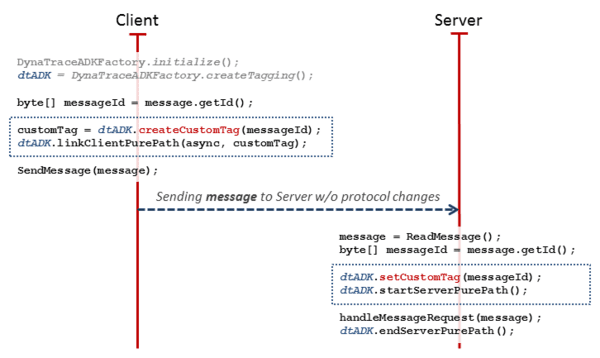 Client
Server
DynaTraceADKFactory.initialize();
dtADK = DynaTraceADKFactory.createTagging();
byte[] messageId = message.getId();
customTag = dtADK.createCustomTag(messageId);
dtADK.linkClientPurePath(async, customTag);
SendMessage(message);
Sending message to Server w/o protocol changes
message = ReadMessage();
byte[] messageId = message.getId();
dtADK.setCustomTag(messageId);
dtADK.startServerPurePath();
handleMessageRequest(message);
dtADK.endServerPurePath();